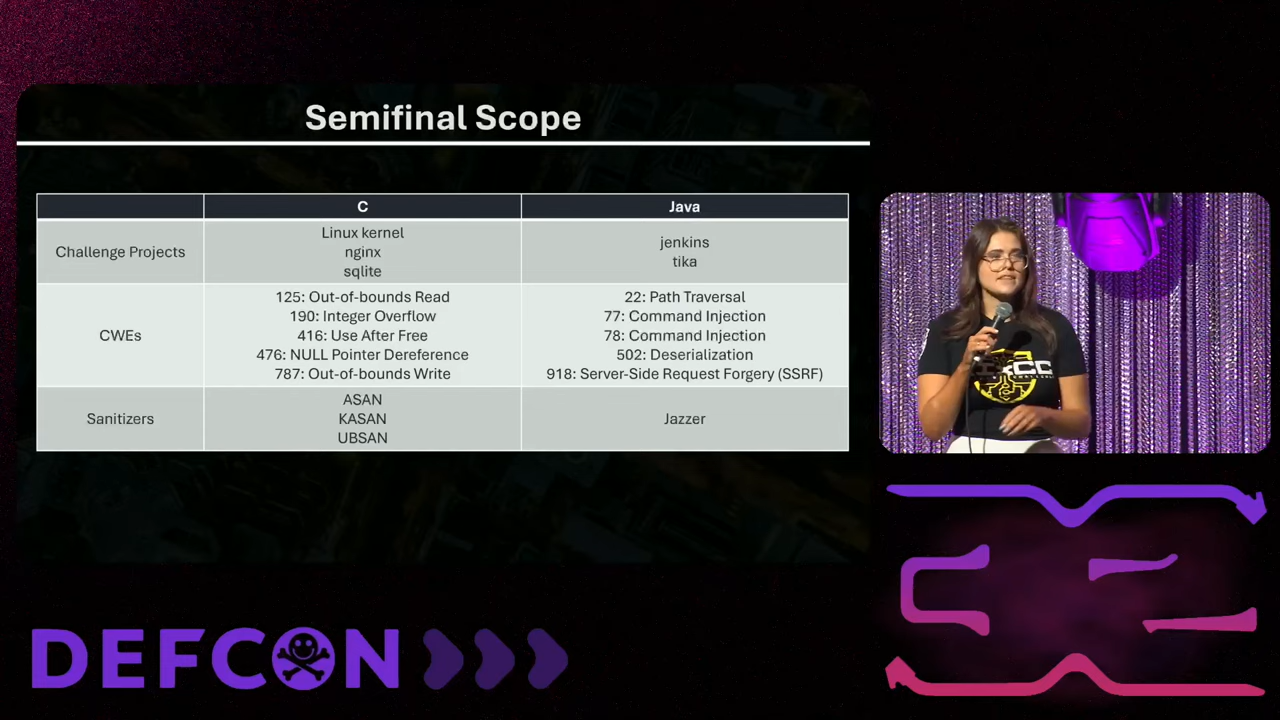 Semifinal Scope
C
Java
Challenge Projects
Linux kernel
nginx
sqlite
jenkins
tika
CWEs
125: Out-of-bounds Read
190: Integer Overflow
416: Use After Free
476: NULL Pointer Dereference
787: Out-of-bounds Write
22: Path Traversal
77: Command Injection
78: Command Injection
502: Deserialization
918: Server-Side Request Forgery (SSRF)
Sanitizers
ASAN
KASAN
UBSAN
Jazzer
DEFCON